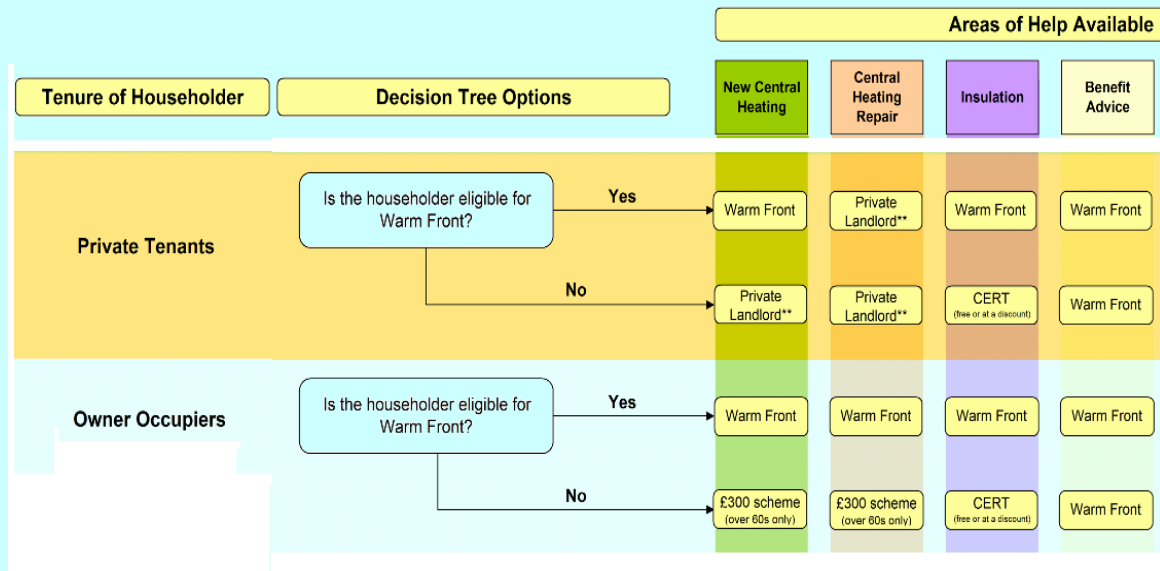 Areas of Help Available
Tenure of Householder
Decision Tree Options
New Central
Heating
Central
Heating
Repair
Insulation
Benefit
Advice
Private Tenants
Is the householder eligible for
Warm Front?
Yes
Warm Front
Private
Landlord**
Warm Front
Warm Front
No
Private
Landlord**
Private
Landlord**
CERT
(free or at a discount)
Warm Front
Owner Occupiers
Is the householder eligible for
Warm Front?
Yes
Warm Front
Warm Front
Warm Front
Warm Front
No
£300 scheme
(over 60s only)
£300 scheme
(over 60s only)
CERT
(free or at a discount)
Warm Front